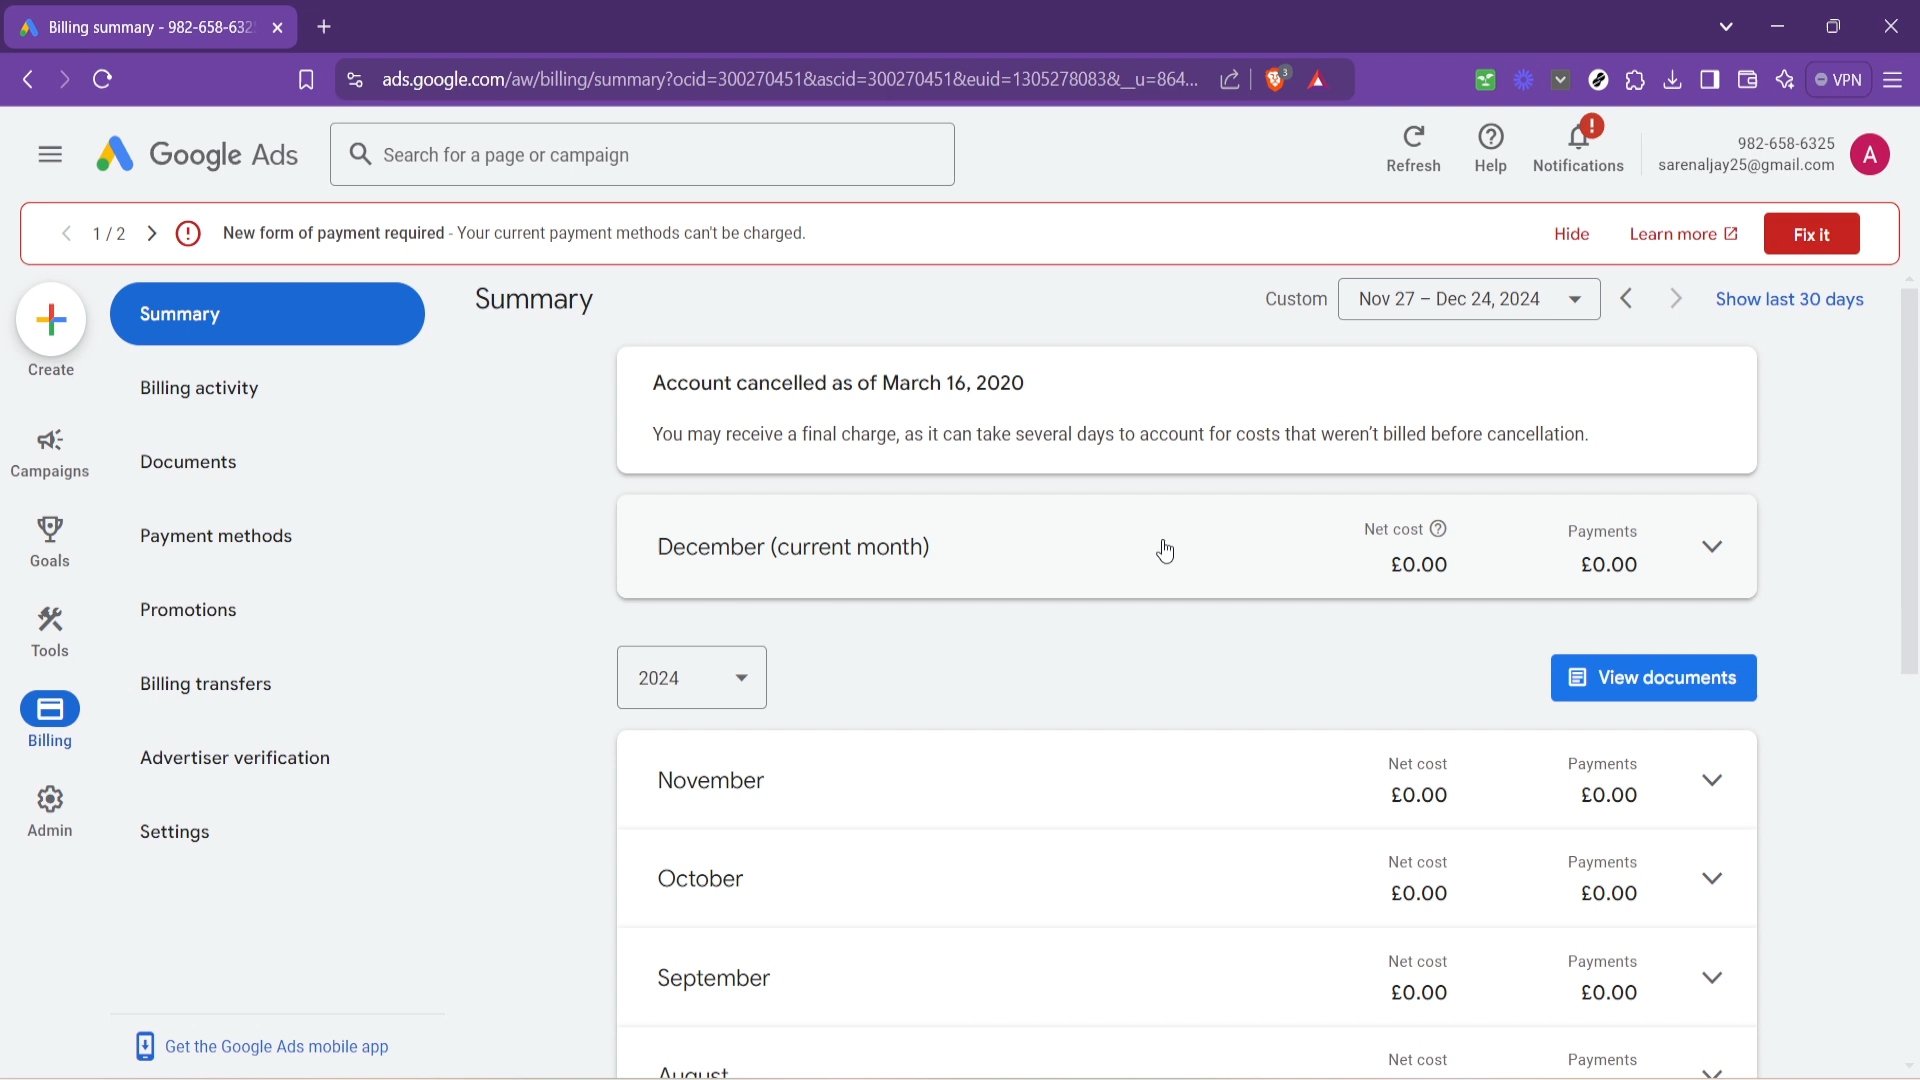 Billing summary - 982-658-632
ads.google.com/aw/billing/summary?ocid=300270451&ascid=300270451&euid=1305278083&__u=864...
3
VPN
Google Ads
Search for a page or campaign
Refresh
Help
Notifications
982-658-6325
sarenaljay25@gmail.com
A
1 / 2
New form of payment required - Your current payment methods can't be charged.
Hide
Learn more
Fix it
Create
Campaigns
Goals
Tools
Billing
Admin
Summary
Billing activity
Documents
Payment methods
Promotions
Billing transfers
Advertiser verification
Settings
Get the Google Ads mobile app
Summary
Custom
Nov 27 – Dec 24, 2024
Show last 30 days
Account cancelled as of March 16, 2020
You may receive a final charge, as it can take several days to account for costs that weren't billed before cancellation.
December (current month)
Net cost
£0.00
Payments
£0.00
2024
View documents
November
Net cost
£0.00
Payments
£0.00
October
Net cost
£0.00
Payments
£0.00
September
Net cost
£0.00
Payments
£0.00
August
Net cost
Payments